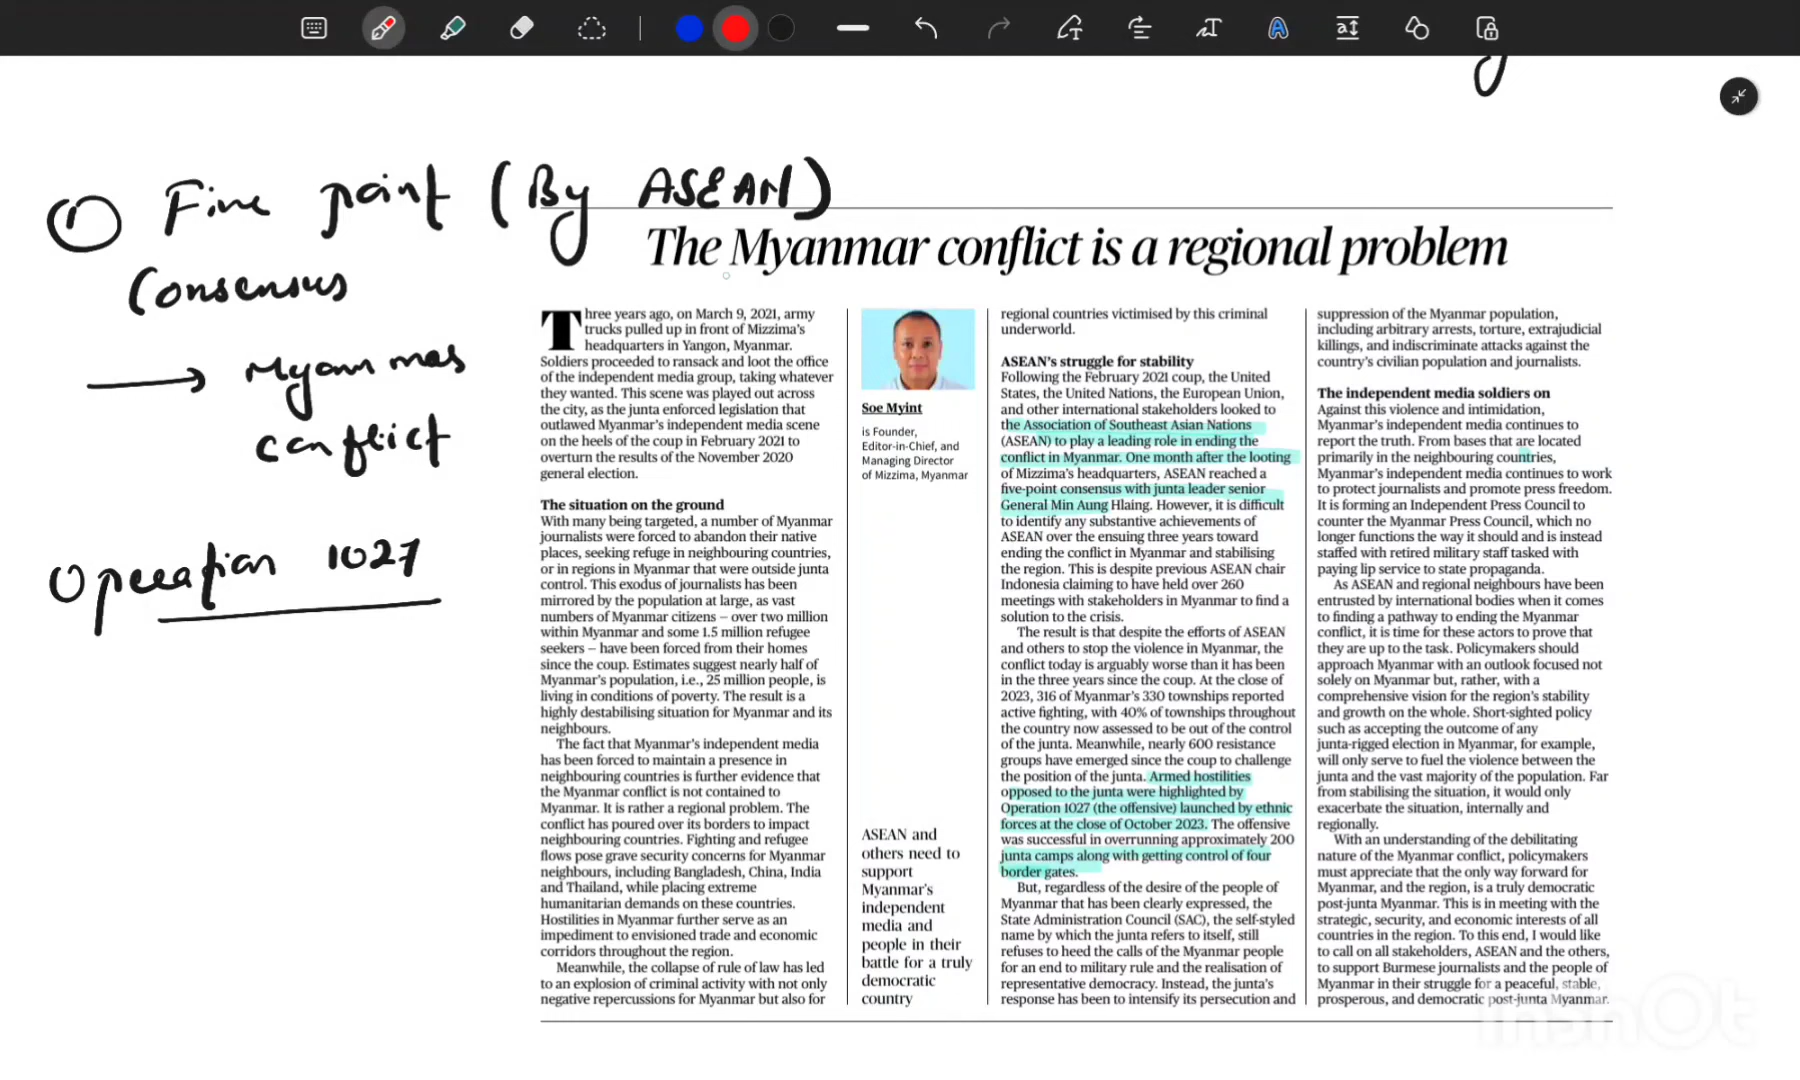 ① Five point (By ASEAN)
Consensus
Myanmar
conflict
Operation 1027
The Myanmar conflict is a regional problem
Three years ago, on March 9, 2021, army
trucks pulled up in front of Mizzima's
headquarters in Yangon, Myanmar.
Soldiers proceeded to ransack and loot the office
of the independent media group, taking whatever
they wanted. This scene was played out across
the city, as the junta enforced legislation that
outlawed Myanmar's independent media scene
on the heels of the coup in February 2021 to
overturn the results of the November 2020
general election.
The situation on the ground
With many being targeted, a number of Myanmar
journalists were forced to abandon their native
places, seeking refuge in neighbouring countries,
or in regions in Myanmar that were outside junta
control. This exodus of journalists has been
mirrored by the population at large, as vast
numbers of Myanmar citizens — over two million
within Myanmar and some 1.5 million refugee
seekers — have been forced from their homes
since the coup. Estimates suggest nearly half of
Myanmar's population, i.e., 25 million people, is
living in conditions of poverty. The result is a
highly destabilising situation for Myanmar and its
neighbours.
The fact that Myanmar's independent media
has been forced to maintain a presence in
neighbouring countries is further evidence that
the Myanmar conflict is not contained to
Myanmar. It is rather a regional problem. The
conflict has poured over its borders to impact
neighbouring countries. Fighting and refugee
flows pose grave security concerns for Myanmar
neighbours, including Bangladesh, China, India
and Thailand, while placing extreme
humanitarian demands on these countries.
Hostilities in Myanmar further serve as an
impediment to envisioned trade and economic
corridors throughout the region.
Meanwhile, the collapse of rule of law has led
to an explosion of criminal activity with not only
negative repercussions for Myanmar but also for
Soe Myint
is Founder,
Editor-in-Chief, and
Managing Director
of Mizzima, Myanmar
ASEAN and
others need to
support
Myanmar's
independent
media and
people in their
battle for a truly
democratic
country
regional countries victimised by this criminal
underworld.
ASEAN's struggle for stability
Following the February 2021 coup, the United
States, the United Nations, the European Union,
and other international stakeholders looked to
the Association of Southeast Asian Nations
(ASEAN) to play a leading role in ending the
conflict in Myanmar. One month after the looting
of Mizzima's headquarters, ASEAN reached a
five-point consensus with junta leader senior
General Min Aung Hlaing. However, it is difficult
to identify any substantive achievements of
ASEAN over the ensuing three years toward
ending the conflict in Myanmar and stabilising
the region. This is despite previous ASEAN chair
Indonesia claiming to have held over 260
meetings with stakeholders in Myanmar to find a
solution to the crisis.
The result is that despite the efforts of ASEAN
and others to stop the violence in Myanmar, the
conflict today is arguably worse than it has been
in the three years since the coup. At the close of
2023, 316 of Myanmar's 330 townships reported
active fighting, with 40% of townships throughout
the country now assessed to be out of the control
of the junta. Meanwhile, nearly 600 resistance
groups have emerged since the coup to challenge
the position of the junta. Armed hostilities
opposed to the junta were highlighted by
Operation 1027 (the offensive) launched by ethnic
forces at the close of October 2023. The offensive
was successful in overrunning approximately 200
junta camps along with getting control of four
border gates.
But, regardless of the desire of the people of
Myanmar that has been clearly expressed, the
State Administration Council (SAC), the self-styled
name by which the junta refers to itself, still
refuses to heed the calls of the Myanmar people
for an end to military rule and the realisation of
representative democracy. Instead, the junta's
response has been to intensify its persecution and
suppression of the Myanmar population,
including arbitrary arrests, torture, extrajudicial
killings, and indiscriminate attacks against the
country's civilian population and journalists.
The independent media soldiers on
Against this violence and intimidation,
Myanmar's independent media continues to
report the truth. From bases that are located
primarily in the neighbouring countries,
Myanmar's independent media continues to work
to protect journalists and promote press freedom.
It is forming an Independent Press Council to
counter the Myanmar Press Council, which no
longer functions the way it should and is instead
staffed with retired military staff tasked with
paying lip service to state propaganda.
As ASEAN and regional neighbours have been
entrusted by international bodies when it comes
to finding a pathway to ending the Myanmar
conflict, it is time for these actors to prove that
they are up to the task. Policymakers should
approach Myanmar with an outlook focused not
solely on Myanmar but, rather, with a
comprehensive vision for the region's stability
and growth on the whole. Short-sighted policy
such as accepting the outcome of any
junta-rigged election in Myanmar, for example,
will only serve to fuel the violence between the
junta and the vast majority of the population. Far
from stabilising the situation, it would only
exacerbate the situation, internally and
regionally.
With an understanding of the debilitating
nature of the Myanmar conflict, policymakers
must appreciate that the only way forward for
Myanmar, and the region, is a truly democratic
post-junta Myanmar. This is in meeting with the
strategic, security, and economic interests of all
countries in the region. To this end, I would like
to call on all stakeholders, ASEAN and the others,
to support Burmese journalists and the people of
Myanmar in their struggle for a peaceful, stable,
prosperous, and democratic post-junta Myanmar.
InShOt